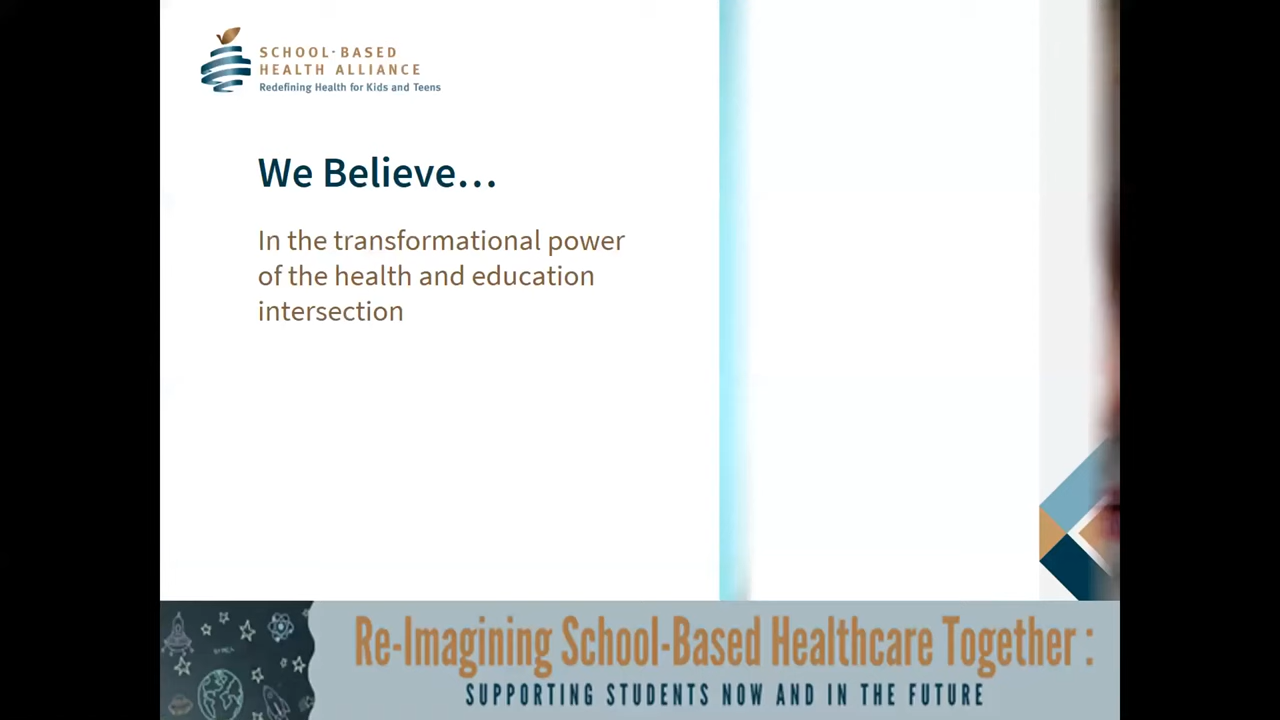 SCHOOL-BASED
HEALTH ALLIANCE
Redefining Health for Kids and Teens
We Believe...
In the transformational power
of the health and education
intersection
Re-Imagining School-Based Healthcare Together :
SUPPORTING STUDENTS NOW AND IN THE FUTURE